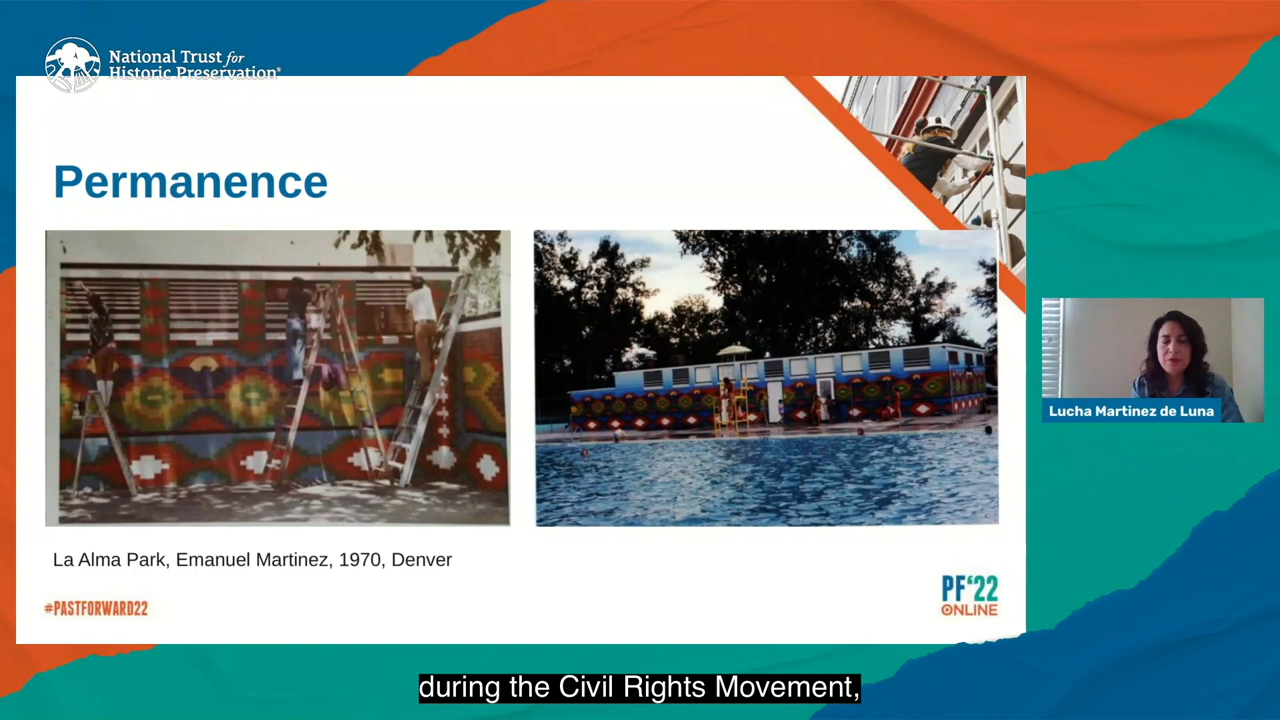 National Trust for
Historic Preservation®
Permanence
La Alma Park, Emanuel Martinez, 1970, Denver
#PASTFORWARD22
PF‘22
ONLINE
Lucha Martinez de Luna
during the Civil Rights Movement,